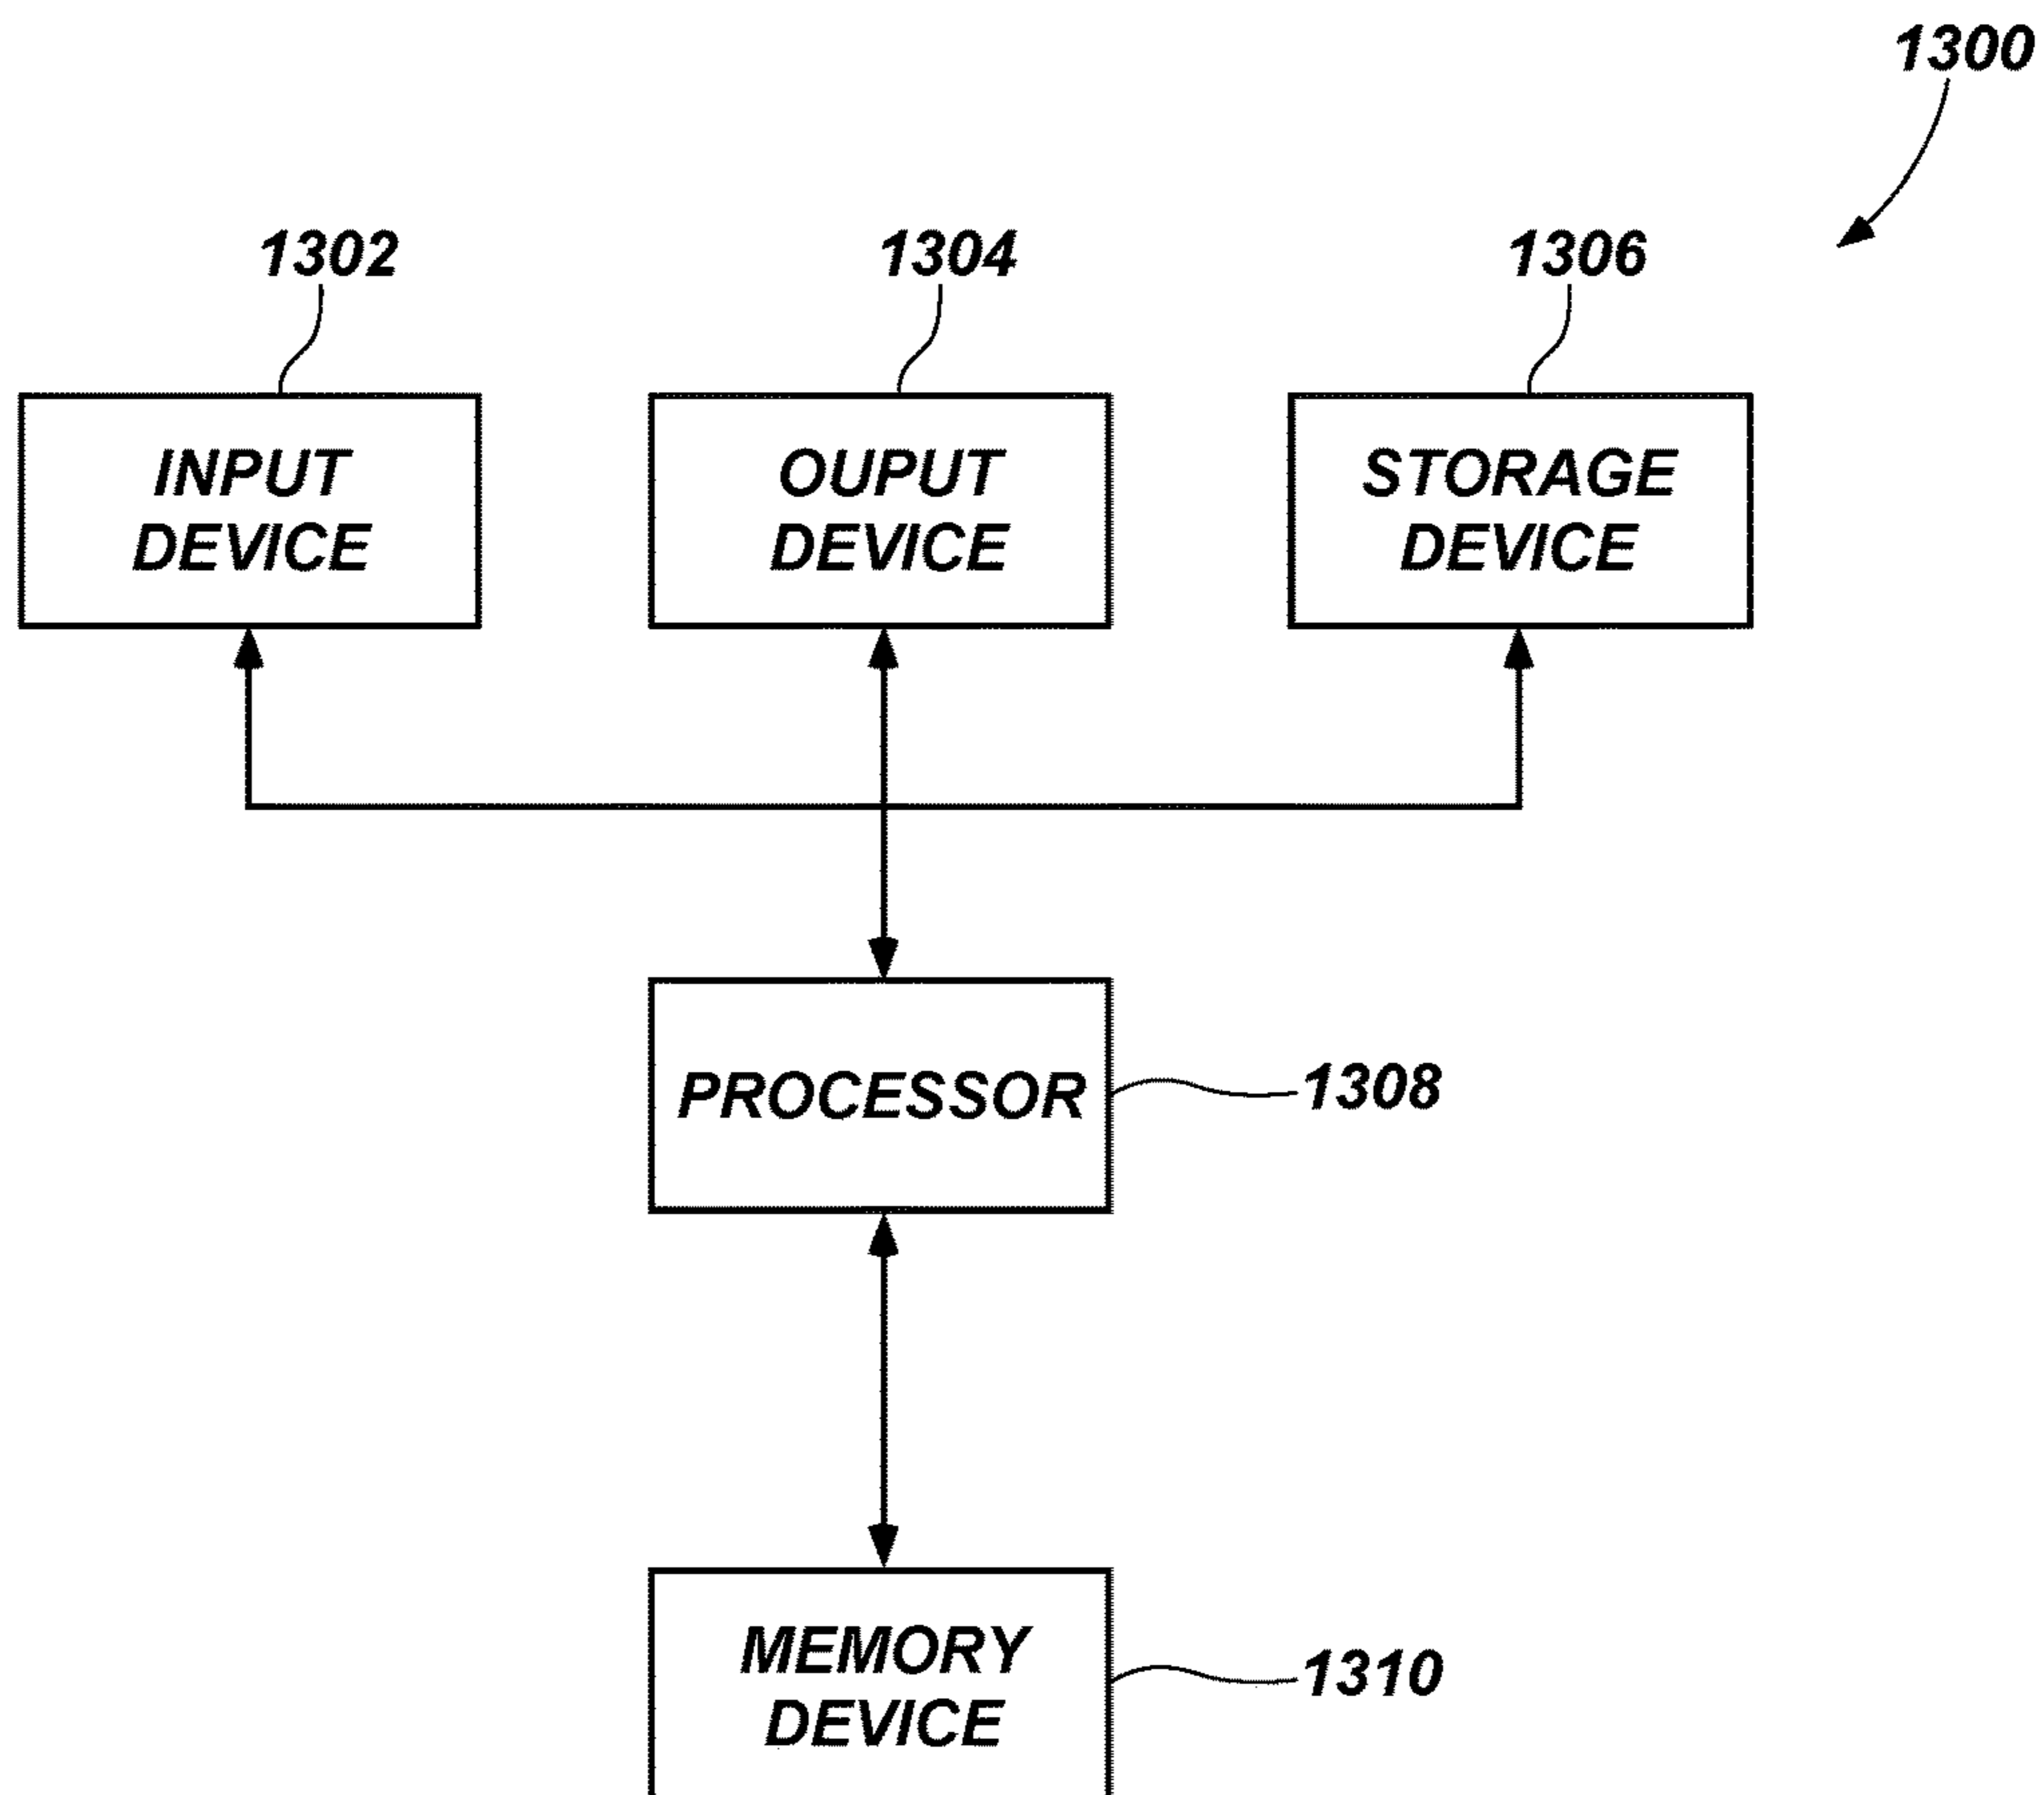 1300
1302
1304
1306
INPUT
DEVICE
OUPUT
DEVICE
STORAGE
DEVICE
PROCESSOR
1308
MEMORY
DEVICE
1310